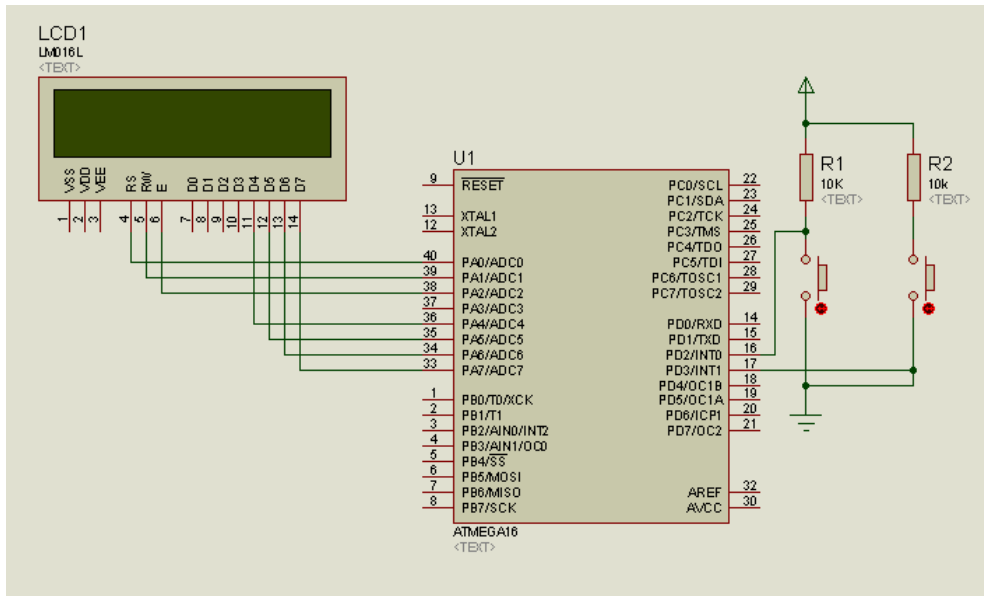 LCD1
LM016L
<TEXT>
VSS VDD VEE RS RW E D0 D1 D2 D3 D4 D5 D6 D7
1 2 3 4 5 6 7 8 9 10 11 12 13 14
U1
9 RESET PC0/SCL 22
PC1/SDA 23
13 XTAL1 PC2/TCK 24
12 XTAL2 PC3/TMS 25
PC4/TDO 26
40 PA0/ADC0 PC5/TDI 27
39 PA1/ADC1 PC6/TOSC1 28
38 PA2/ADC2 PC7/TOSC2 29
37 PA3/ADC3
36 PA4/ADC4 PD0/RXD 14
35 PA5/ADC5 PD1/TXD 15
34 PA6/ADC6 PD2/INT0 16
33 PA7/ADC7 PD3/INT1 17
PD4/OC1B 18
1 PB0/T0/XCK PD5/OC1A 19
2 PB1/T1 PD6/ICP1 20
3 PB2/AIN0/INT2 PD7/OC2 21
4 PB3/AIN1/OC0
5 PB4/SS
6 PB5/MOSI
7 PB6/MISO AREF 32
8 PB7/SCK AVCC 30
ATMEGA16
<TEXT>
R1
10K
<TEXT>
R2
10k
<TEXT>